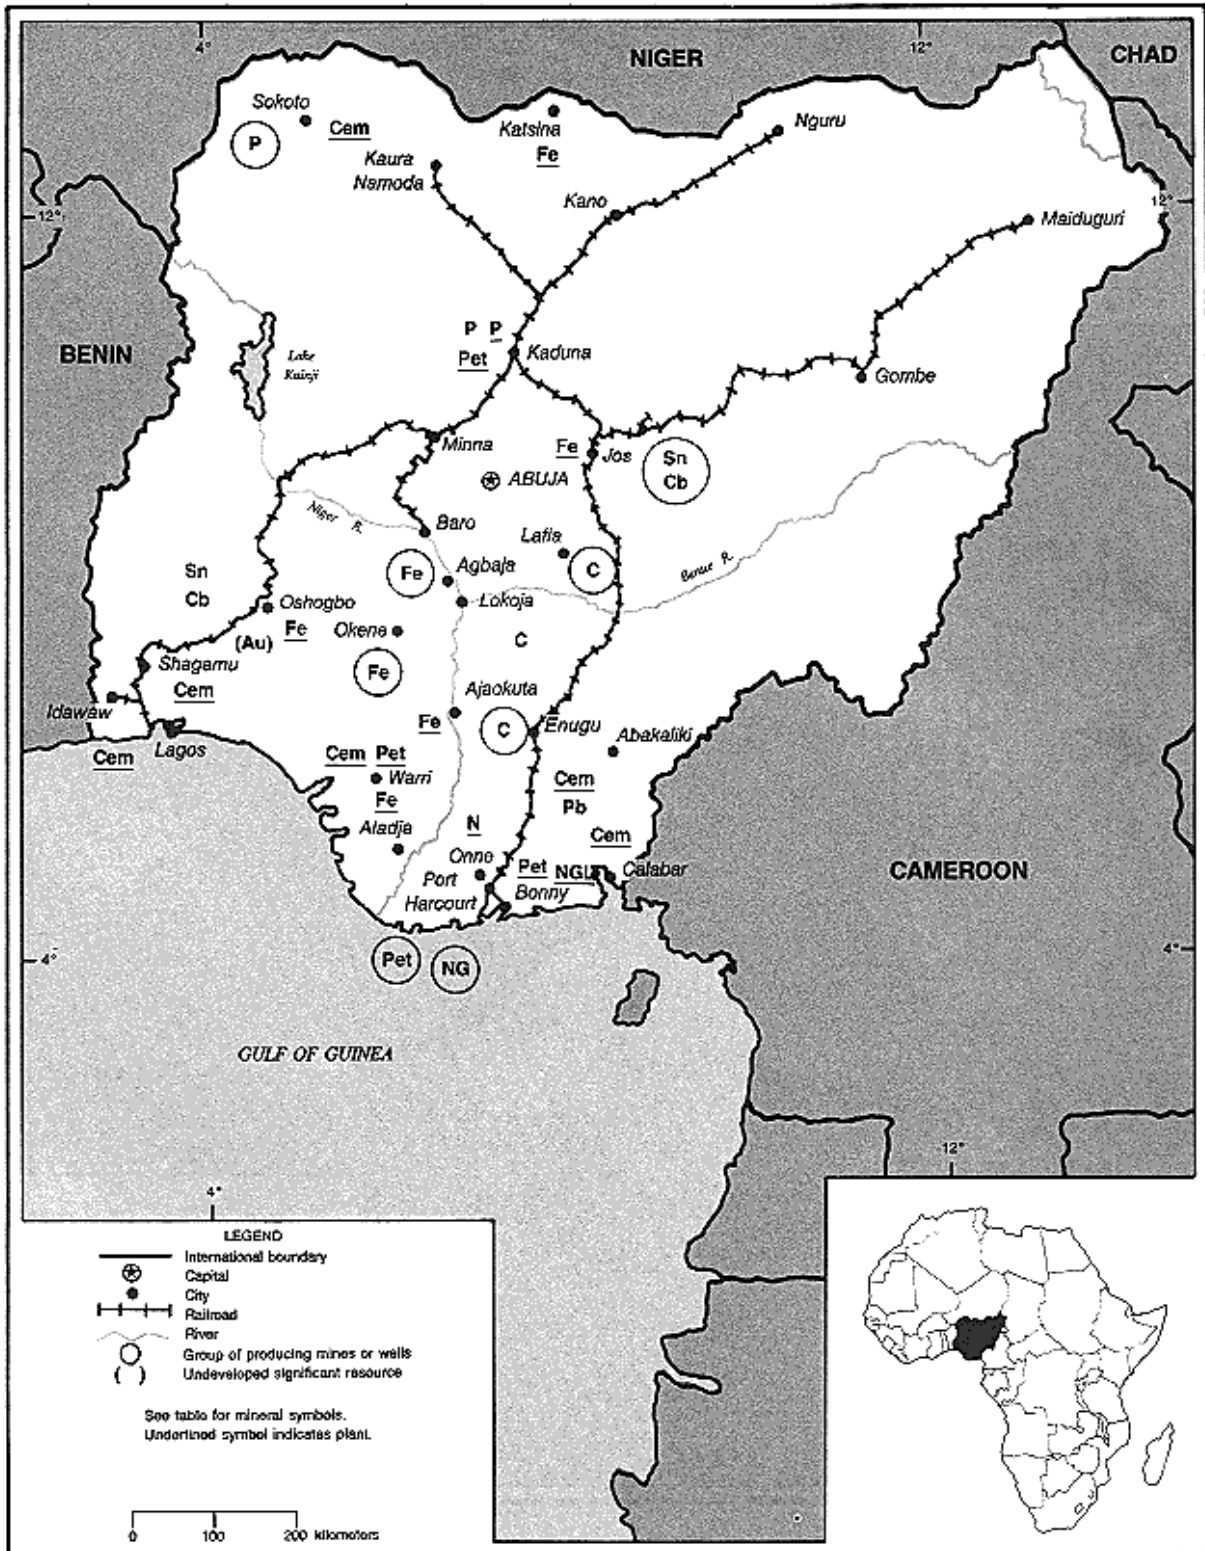 4°
12°
NIGER
CHAD
Sokoto
Cem
P
Katsina
Fe
Nguru
Kaura
Namoda
Kano
12°
12°
Maiduguri
P P
Pet
Kaduna
BENIN
Lake
Kainji
Gombe
Minna
Fe
Jos
Sn
Cb
ABUJA
Niger R.
Baro
Lafia
C
Benue R.
Fe
Agbaja
Lokoja
Sn
Cb
Oshogbo
(Au)
Fe
Okene
C
Fe
Shagamu
Cem
Idawaw
Ajaokuta
Fe
C
Enugu
Abakaliki
Lagos
Cem
Cem Pet
Warri
Fe
Aladja
Cem
Pb
Cem
N
Onne
Port
Harcourt
Pet
NGL
Bonny
Calabar
CAMEROON
4°
Pet
NG
4°
GULF OF GUINEA
12°
4°
LEGEND
International boundary
Capital
City
Railroad
River
Group of producing mines or wells
Undeveloped significant resource
See table for mineral symbols.
Underlined symbol indicates plant.
0 100 200 kilometers